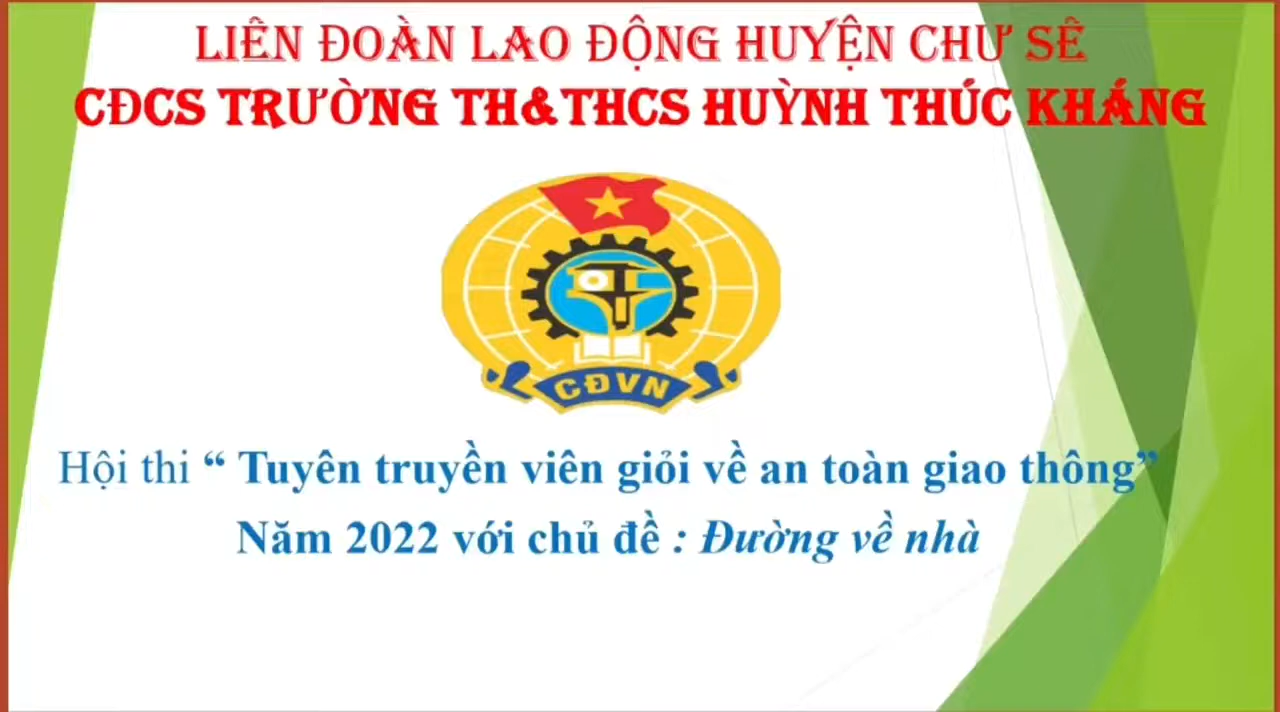 LIÊN ĐOÀN LAO ĐỘNG HUYỆN CHƯ SÊ
CĐCS TRƯỜNG TH&THCS HUỲNH THÚC KHÁNG
CĐVN
Hội thi “ Tuyên truyền viên giỏi về an toàn giao thông”
Năm 2022 với chủ đề : Đường về nhà